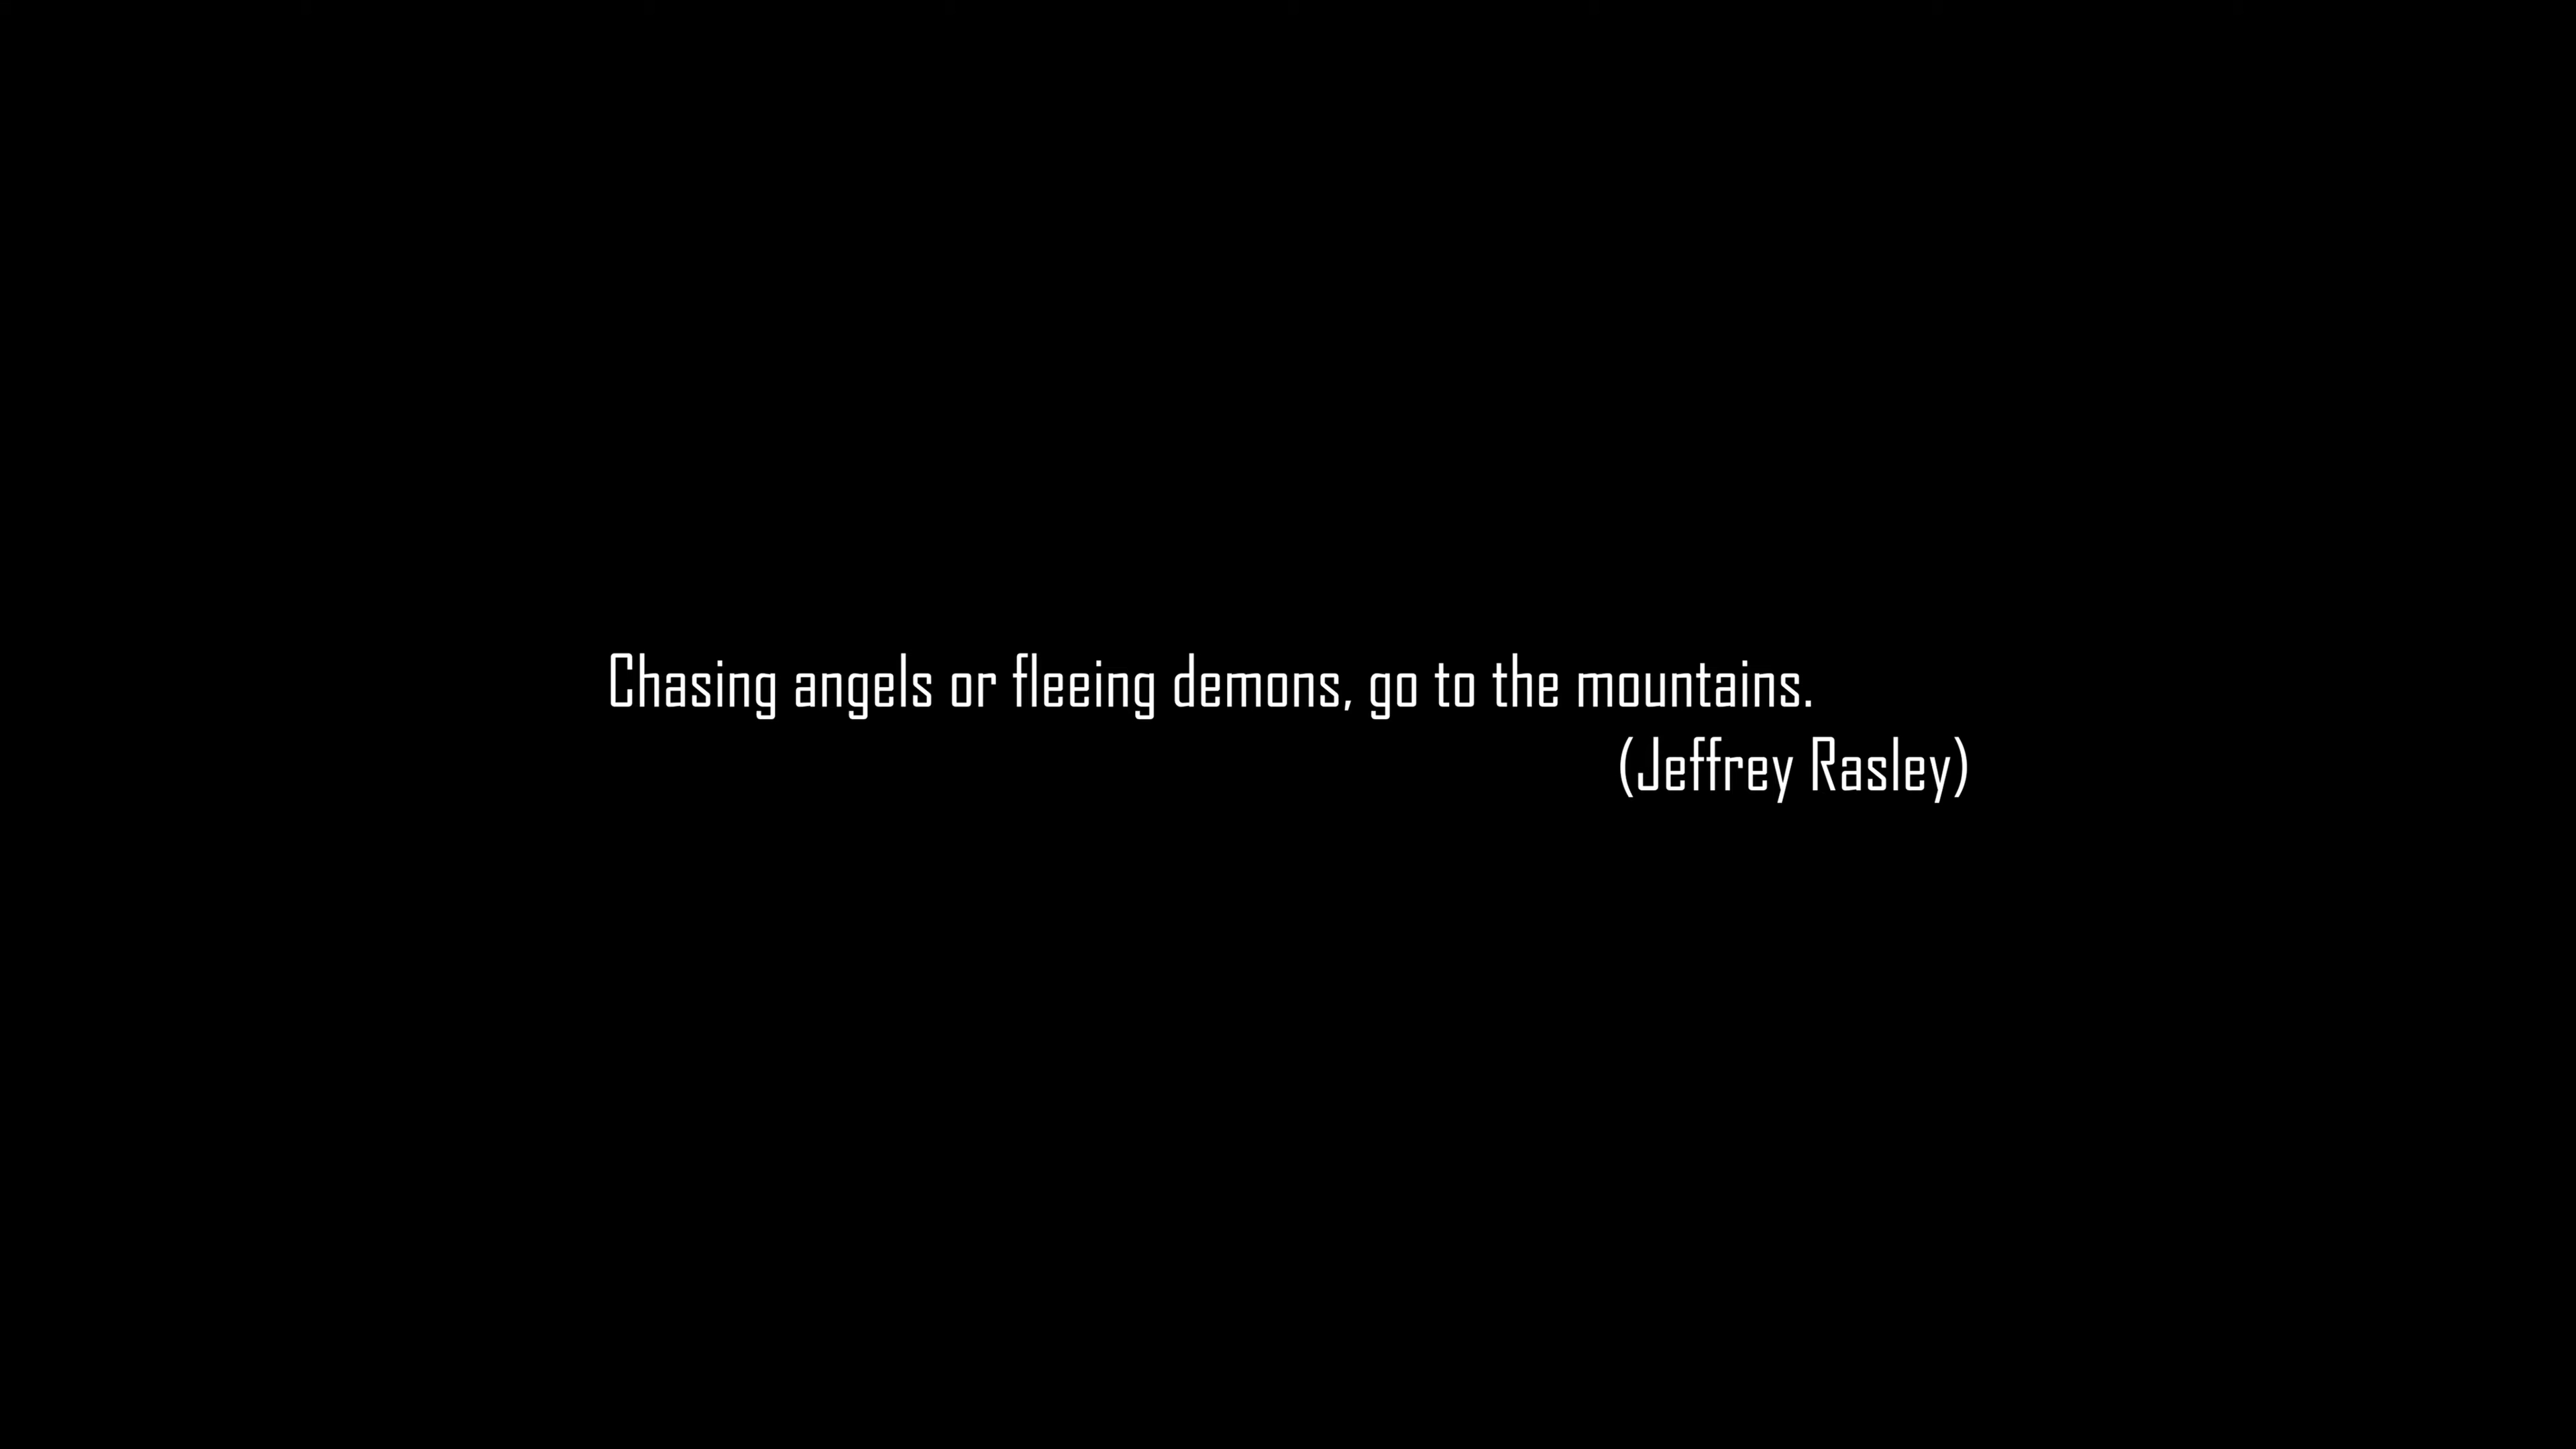 Chasing angels or fleeing demons, go to the mountains.
(Jeffrey Rasley)